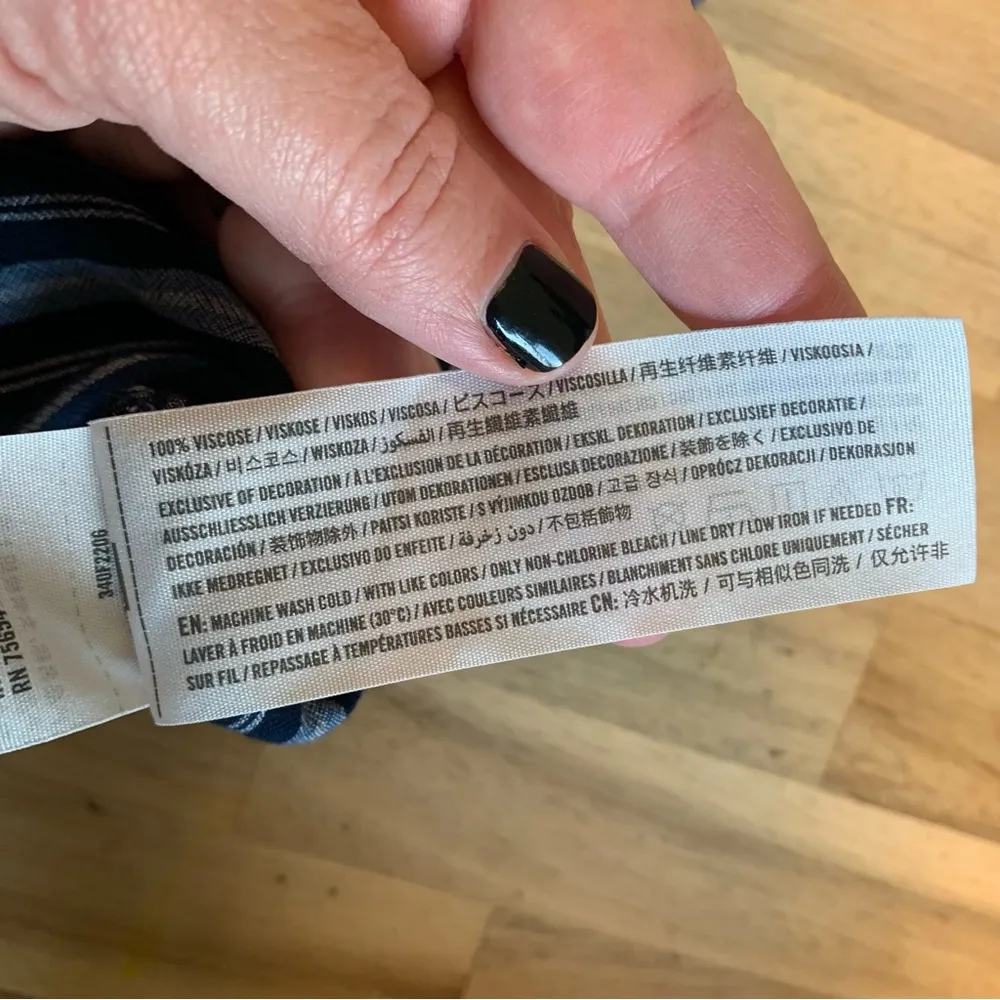 100% VISCOSE / VISKOSE / VISKOS / VISCOSA / ビスコース / VISCOSILLA / 再生纤维素纤维 / VISKOOSIA /
VISKÓZA / 비스코스 / WISKOZA / الفسكوز / 再生纖維素纖維
EXCLUSIVE OF DECORATION / À L'EXCLUSION DE LA DÉCORATION / EKSKL. DEKORATION / EXCLUSIEF DECORATIE /
AUSSCHLIESSLICH VERZIERUNG / UTOM DEKORATIONEN / ESCLUSA DECORAZIONE / 装飾を除く / EXCLUSIVO DE
DECORACIÓN / 装饰物除外 / PAITSI KORISTE / S VÝJIMKOU OZDOB / 고급 장식 / OPRÓCZ DEKORACJI / DEKORASJON
IKKE MEDREGNET / EXCLUSIVO DO ENFEITE / دون زخرفة / 不包括飾物
EN: MACHINE WASH COLD / WITH LIKE COLORS / ONLY NON-CHLORINE BLEACH / LINE DRY / LOW IRON IF NEEDED FR:
LAVER À FROID EN MACHINE (30°C) / AVEC COULEURS SIMILAIRES / BLANCHIMENT SANS CHLORE UNIQUEMENT / SÉCHER
SUR FIL / REPASSAGE À TEMPÉRATURES BASSES SI NÉCESSAIRE CN: 冷水机洗 / 可与相似色同洗 / 仅允许非
34UF2206
RN 75654